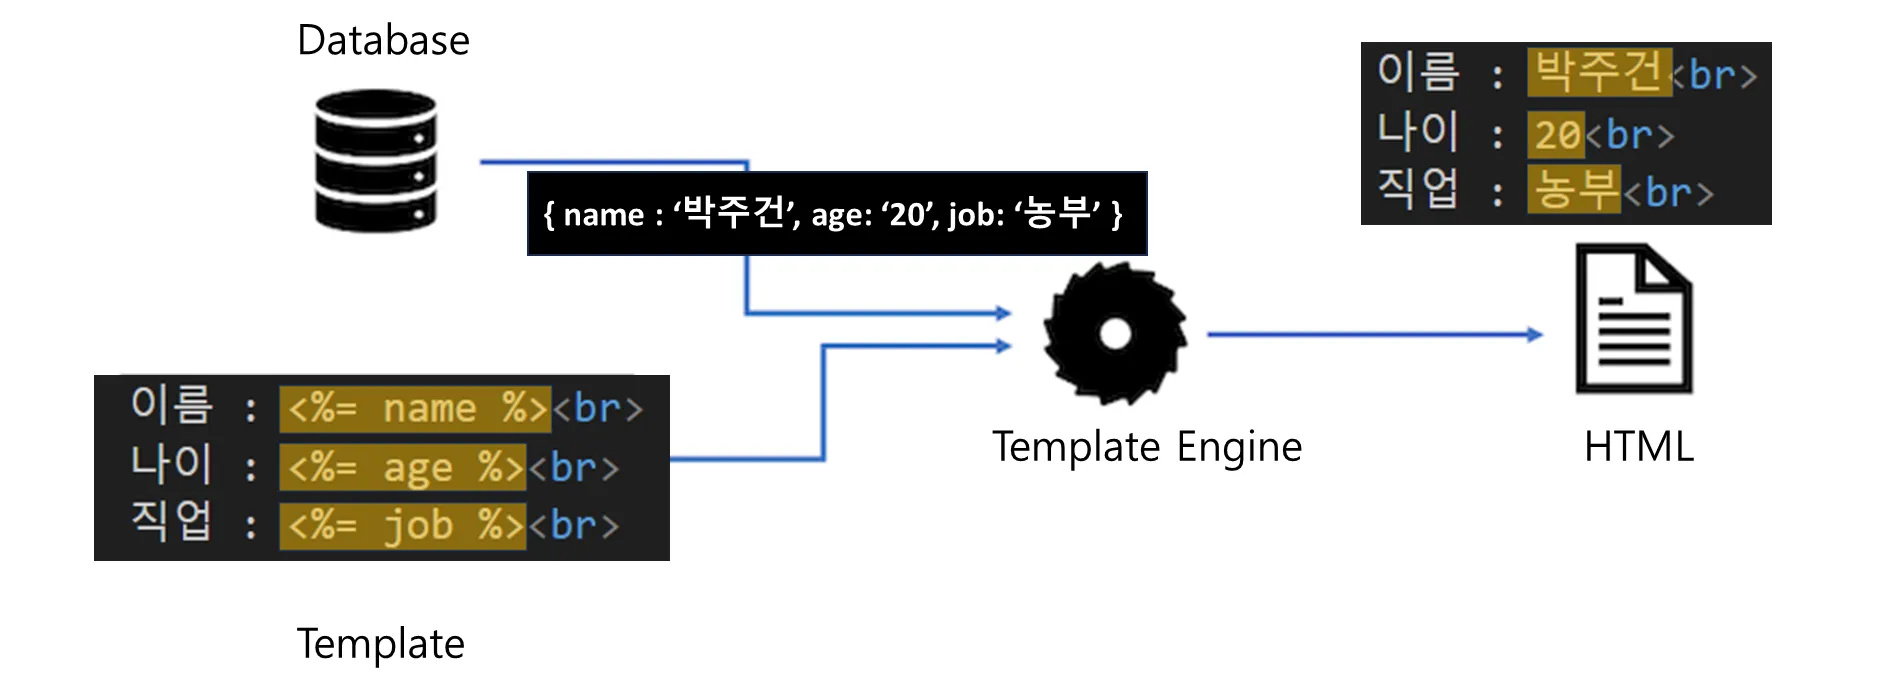 Database
{ name : ‘박주건’, age: ‘20’, job: ‘농부’ }
이름 : <%= name %><br>
나이 : <%= age %><br>
직업 : <%= job %><br>
Template
Template Engine
이름 : 박주건<br>
나이 : 20<br>
직업 : 농부<br>
HTML